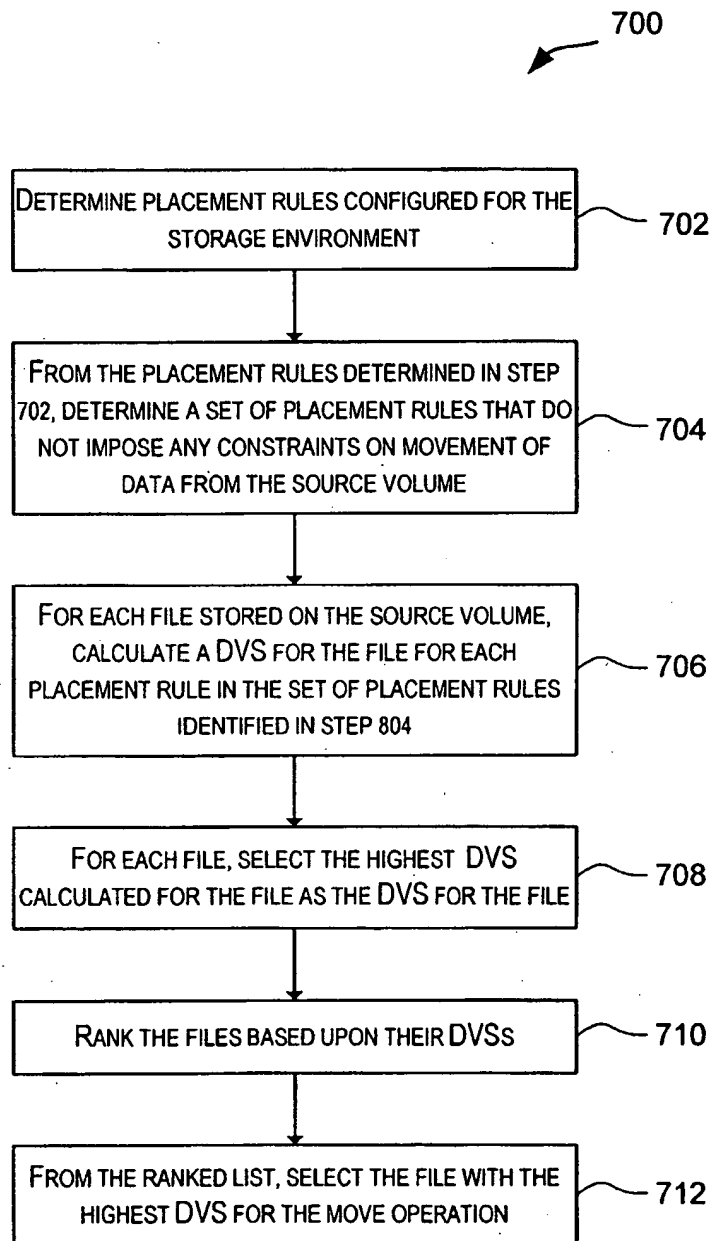 700
DETERMINE PLACEMENT RULES CONFIGURED FOR THE
STORAGE ENVIRONMENT
702
FROM THE PLACEMENT RULES DETERMINED IN STEP
702, DETERMINE A SET OF PLACEMENT RULES THAT DO
NOT IMPOSE ANY CONSTRAINTS ON MOVEMENT OF
DATA FROM THE SOURCE VOLUME
704
FOR EACH FILE STORED ON THE SOURCE VOLUME,
CALCULATE A DVS FOR THE FILE FOR EACH
PLACEMENT RULE IN THE SET OF PLACEMENT RULES
IDENTIFIED IN STEP 804
706
FOR EACH FILE, SELECT THE HIGHEST DVS
CALCULATED FOR THE FILE AS THE DVS FOR THE FILE
708
RANK THE FILES BASED UPON THEIR DVSS
710
FROM THE RANKED LIST, SELECT THE FILE WITH THE
HIGHEST DVS FOR THE MOVE OPERATION
712